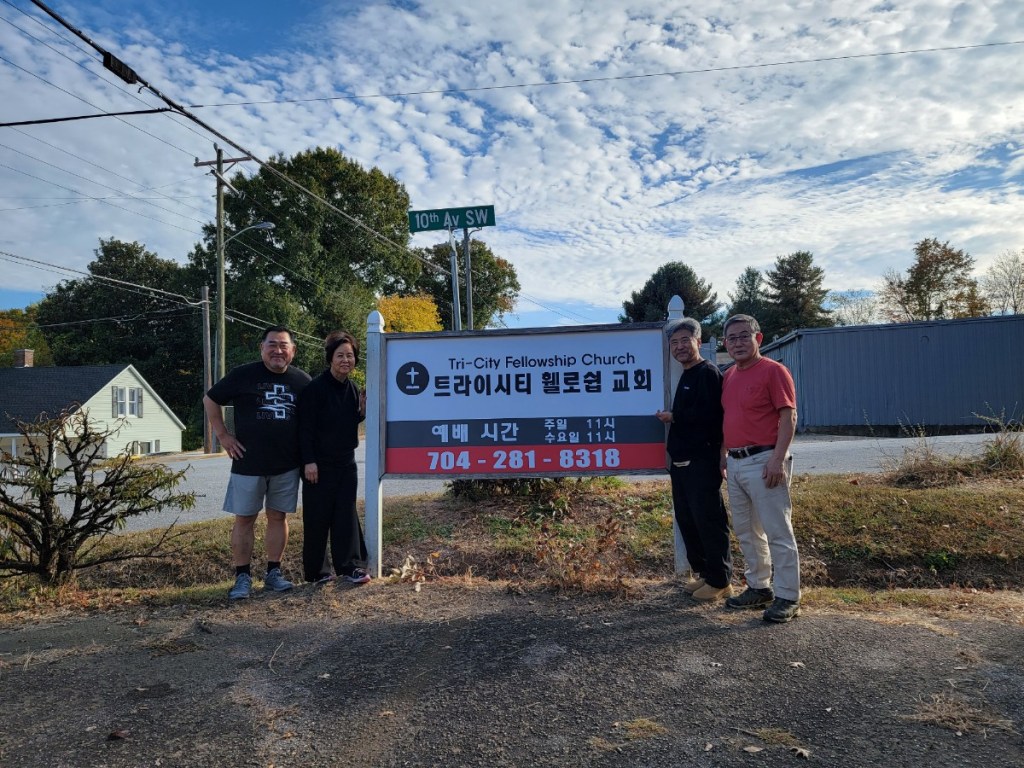 10th Av SW
Tri-City Fellowship Church
트라이시티 휄로쉽 교회
예배 시간
주일 11시
수요일 11시
704 - 281 - 8318